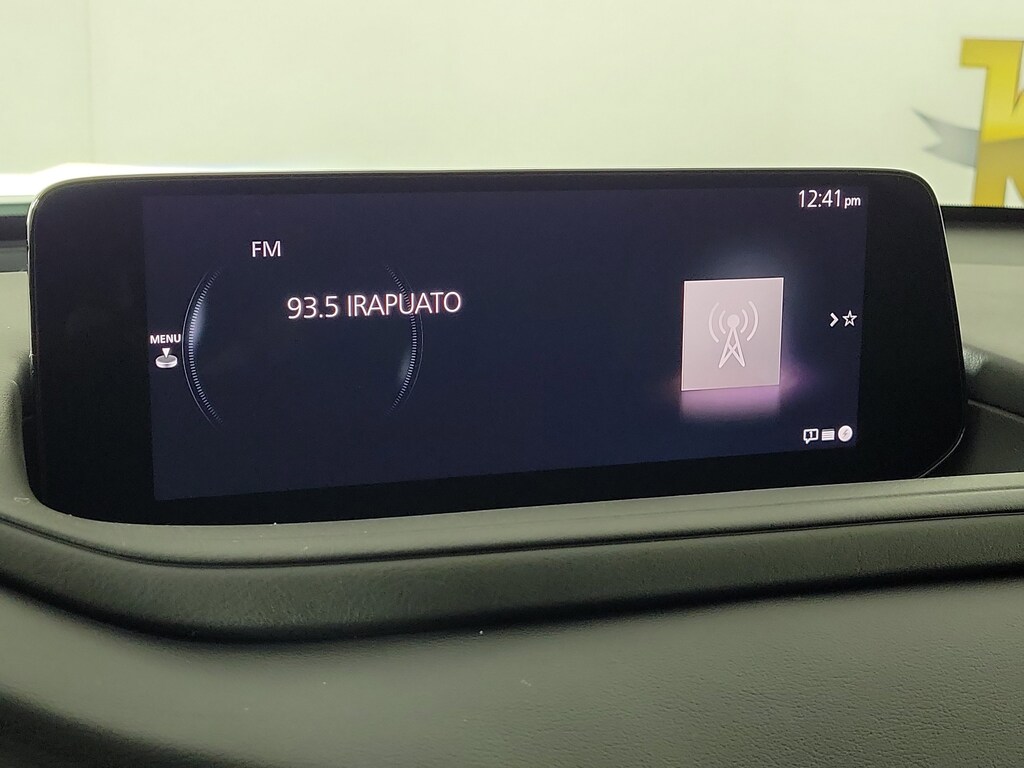 12:41 pm
FM
93.5 IRAPUATO
MENU